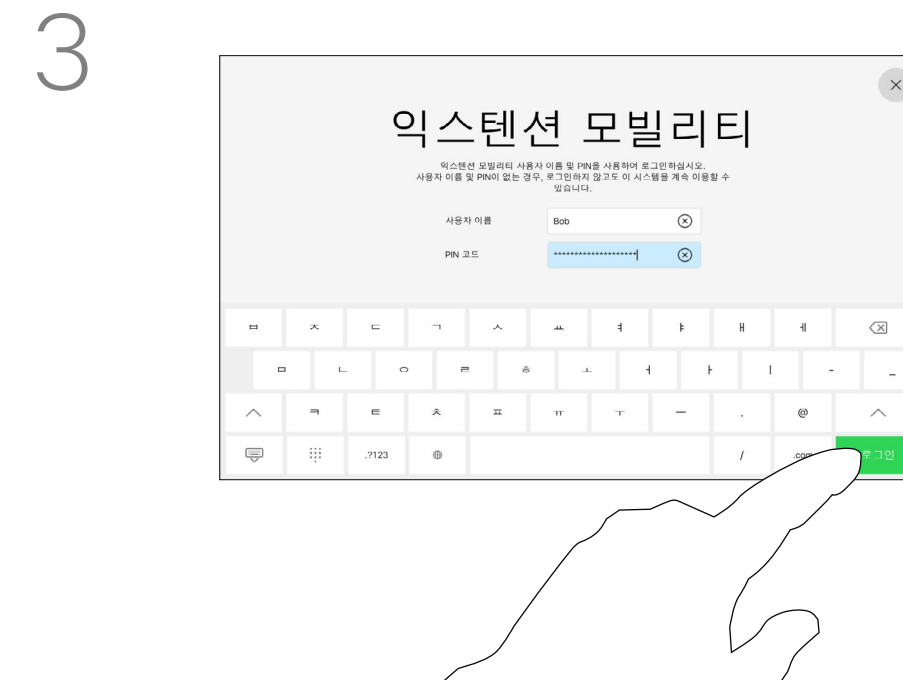 3
익스텐션 모빌리티
익스텐션 모빌리티 사용자 이름 및 PIN을 사용하여 로그인하십시오.
사용자 이름 및 PIN이 없는 경우, 로그인하지 않고도 이 시스템을 계속 이용할 수
있습니다.
사용자 이름 Bob
PIN 코드 ********************
ㅂ ㅈ ㄷ ㄱ ㅅ ㅛ ㅕ ㅑ ㅐ ㅔ
ㅁ ㄴ ㅇ ㄹ ㅎ ㅗ ㅓ ㅏ ㅣ - _
ㅋ ㅌ ㅊ ㅍ ㅠ ㅜ ㅡ . @
.?123 / .com 로그인